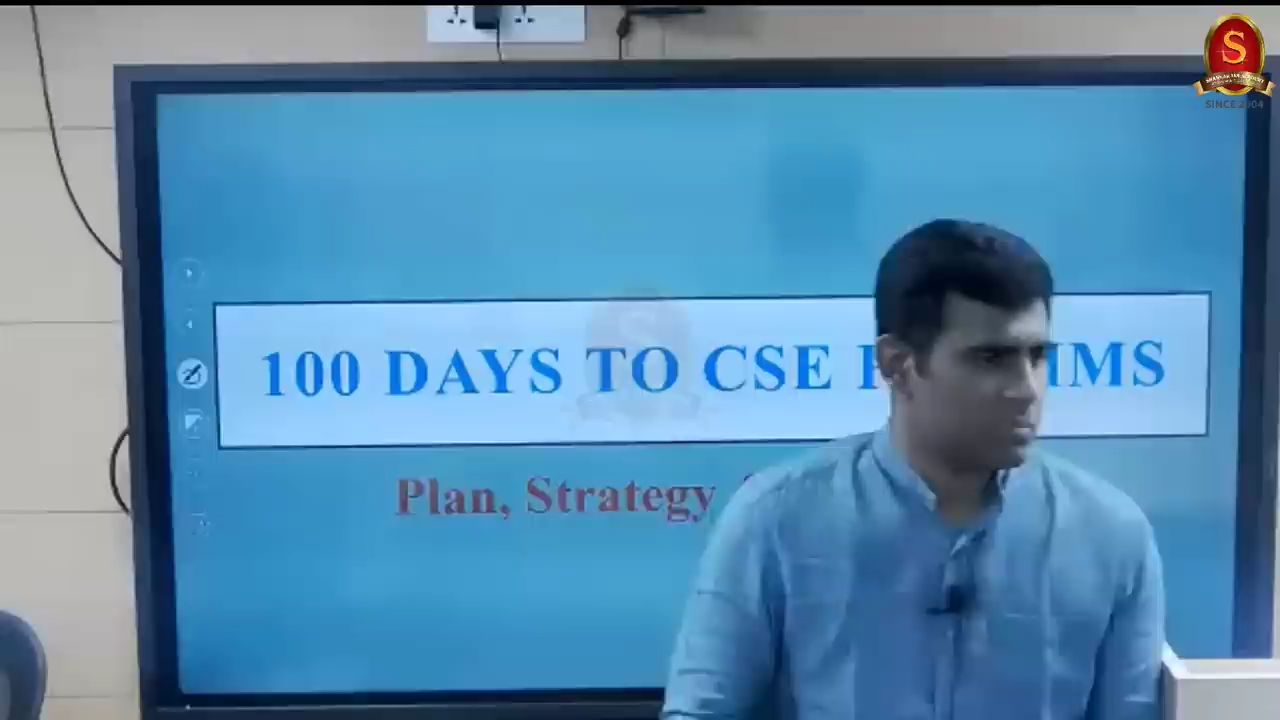 S
SINCE 2004
100 DAYS TO CSE
IMS
Plan, Strategy